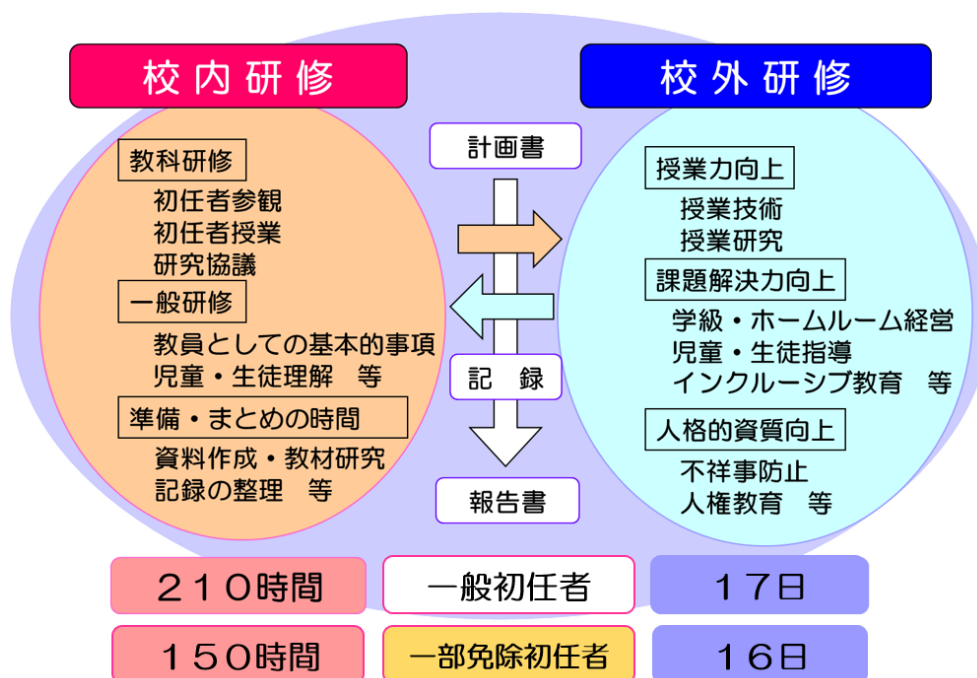 校内研修
教科研修
初任者参観
初任者授業
研究協議
一般研修
教員としての基本的事項
児童・生徒理解　等
準備・まとめの時間
資料作成・教材研究
記録の整理　等
計画書
記　録
報告書
校外研修
授業力向上
授業技術
授業研究
課題解決力向上
学級・ホームルーム経営
児童・生徒指導
インクルーシブ教育　等
人格的資質向上
不祥事防止
人権教育　等
２１０時間
一般初任者
１７日
１５０時間
一部免除初任者
１６日